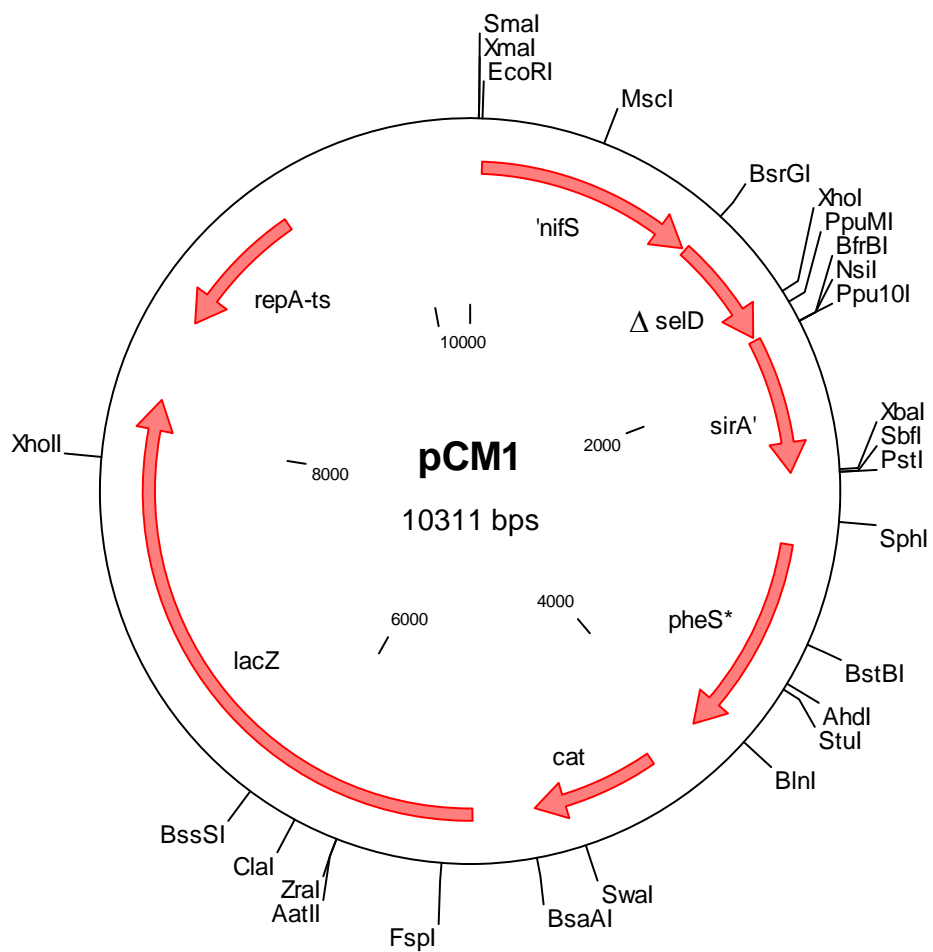 SmaI
XmaI
EcoRI
MscI
BsrGI
XhoI
PpuMI
BfrBI
NsiI
Ppu10I
'nifS
repA-ts
Δ selD
10000
sirA'
XbaI
SbfI
PstI
XhoII
8000
pCM1
2000
10311 bps
SphI
4000
6000
pheS*
lacZ
BstBI
AhdI
StuI
cat
BlnI
BssSI
ClaI
ZraI
AatII
FspI
BsaAI
SwaI